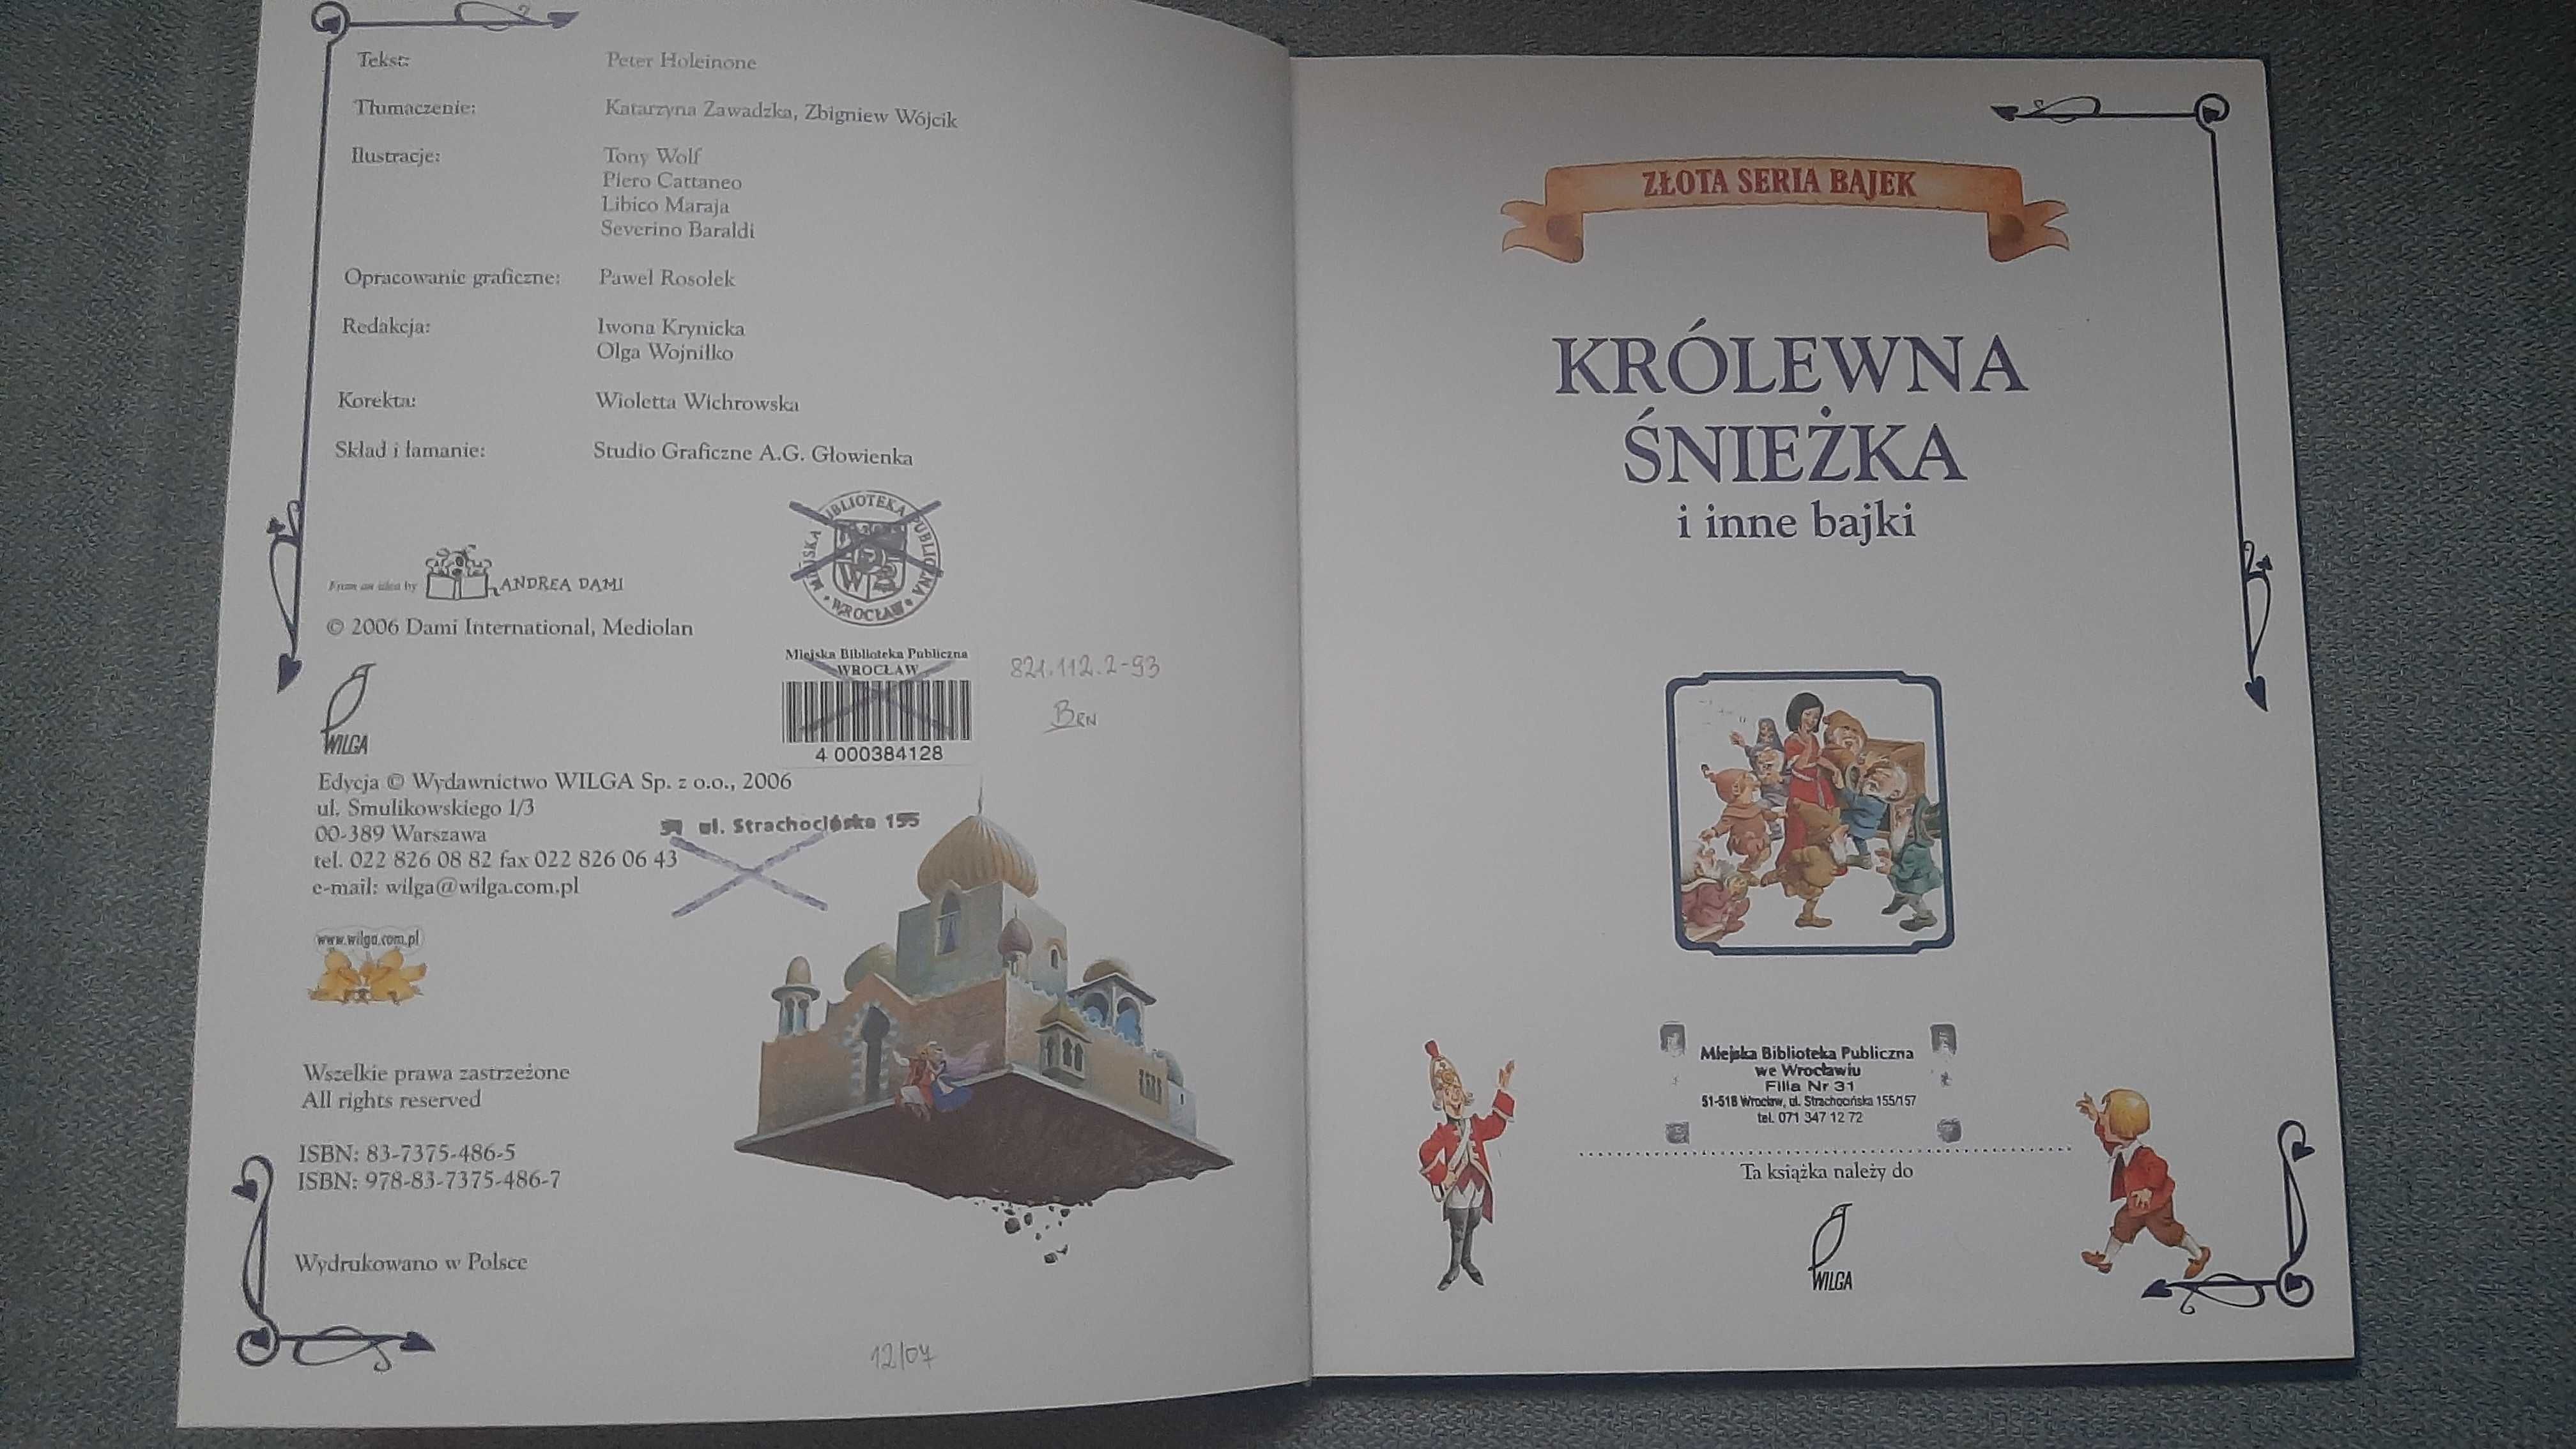 Tekst: Peter Holeinone
Tłumaczenie: Katarzyna Zawadzka, Zbigniew Wójcik
Ilustracje: Tony Wolf
Piero Cattaneo
Libico Maraja
Severino Baraldi
Opracowanie graficzne: Paweł Rosołek
Redakcja: Iwona Krynicka
Olga Wojniłko
Korekta: Wioletta Wichrowska
Skład i łamanie: Studio Graficzne A.G. Głowienka
MIEJSKA BIBLIOTEKA PUBLICZNA
WROCŁAW
From an idea by ANDREA DAMI
© 2006 Dami International, Mediolan
Miejska Biblioteka Publiczna
WROCŁAW
4 000384128
821.112.2-93
BRN
WILGA
Edycja © Wydawnictwo WILGA Sp. z o.o., 2006
ul. Smulikowskiego 1/3
00-389 Warszawa
tel. 022 826 08 82 fax 022 826 06 43
e-mail: wilga@wilga.com.pl
ul. Strachocińska 155
www.wilga.com.pl
Wszelkie prawa zastrzeżone
All rights reserved
ISBN: 83-7375-486-5
ISBN: 978-83-7375-486-7
Wydrukowano w Polsce
12/07
ZŁOTA SERIA BAJEK
KRÓLEWNA
ŚNIEŻKA
i inne bajki
Miejska Biblioteka Publiczna
we Wrocławiu
Filia Nr 31
51-518 Wrocław, ul. Strachocińska 155/157
tel. 071 347 12 72
Ta książka należy do
WILGA